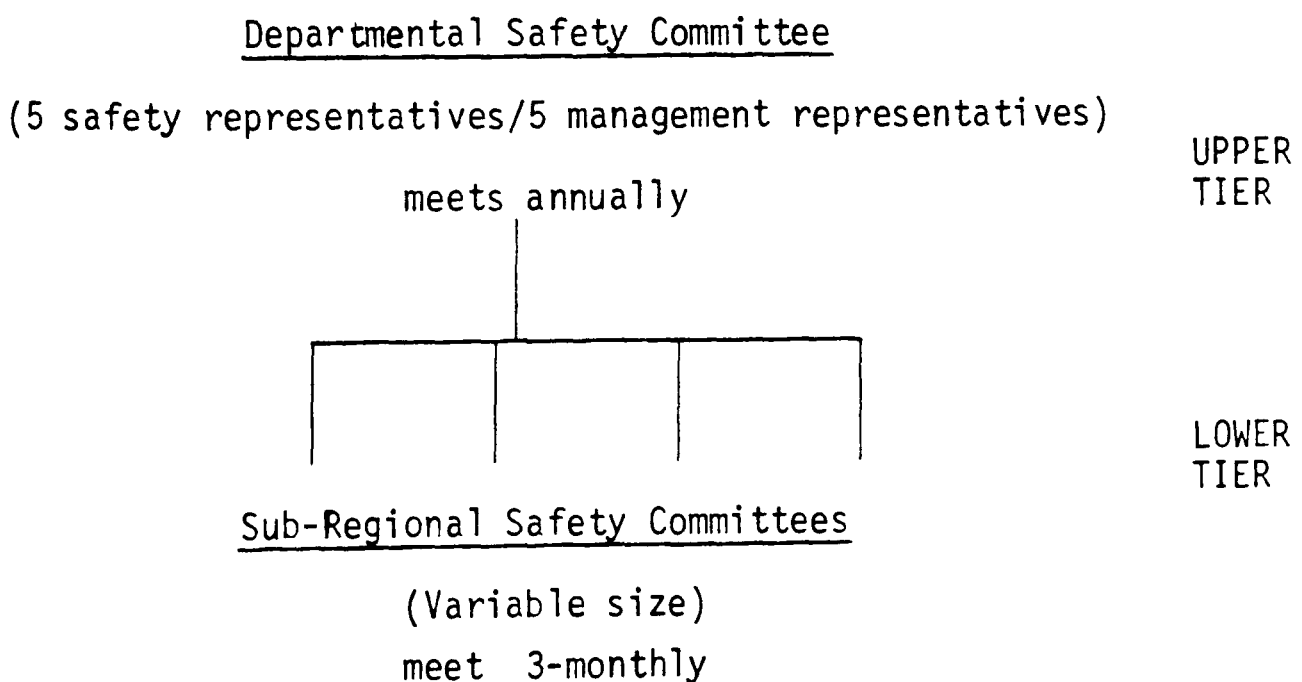 Departmental Safety Committee
(5 safety representatives/5 management representatives)
UPPER
TIER
meets annually
LOWER
TIER
Sub-Regional Safety Committees
(Variable size)
meet 3-monthly